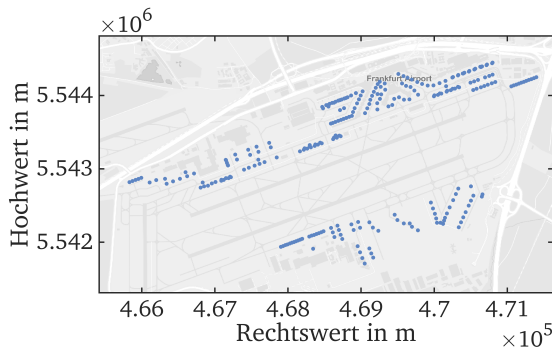 ×10⁶
Hochwert in m
5.544
5.543
5.542
Frankfurt Airport
4.66 4.67 4.68 4.69 4.7 4.71
Rechtswert in m
×10⁵